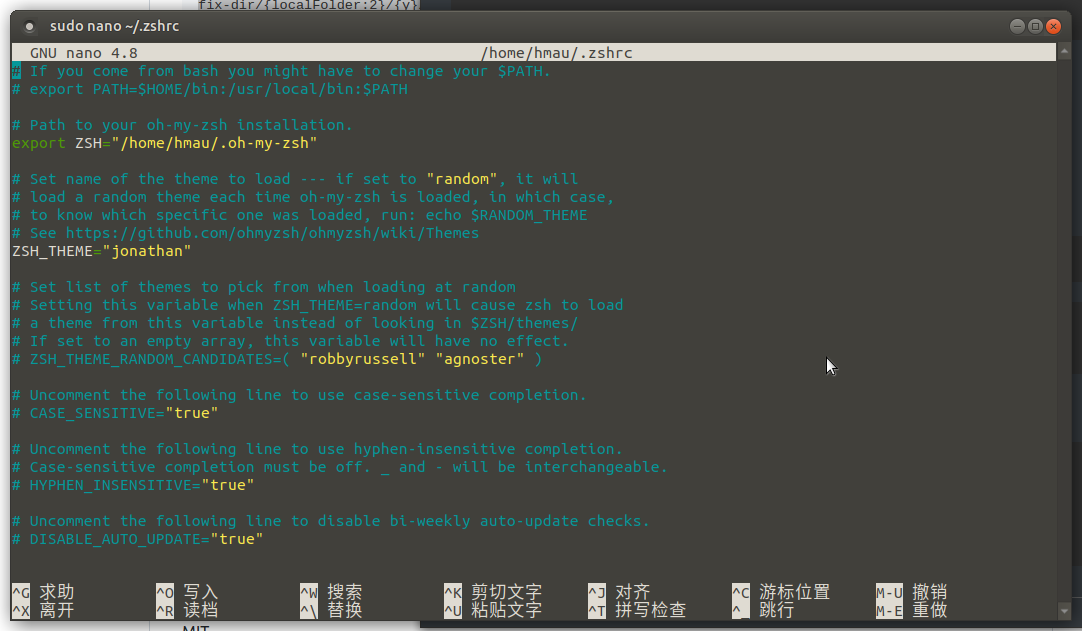 fix-dir/{localFolder:2}/{y}
sudo nano ~/.zshrc
GNU nano 4.8 /home/hmau/.zshrc
# If you come from bash you might have to change your $PATH.
# export PATH=$HOME/bin:/usr/local/bin:$PATH
# Path to your oh-my-zsh installation.
export ZSH="/home/hmau/.oh-my-zsh"
# Set name of the theme to load --- if set to "random", it will
# load a random theme each time oh-my-zsh is loaded, in which case,
# to know which specific one was loaded, run: echo $RANDOM_THEME
# See https://github.com/ohmyzsh/ohmyzsh/wiki/Themes
ZSH_THEME="jonathan"
# Set list of themes to pick from when loading at random
# Setting this variable when ZSH_THEME=random will cause zsh to load
# a theme from this variable instead of looking in $ZSH/themes/
# If set to an empty array, this variable will have no effect.
# ZSH_THEME_RANDOM_CANDIDATES=( "robbyrussell" "agnoster" )
# Uncomment the following line to use case-sensitive completion.
# CASE_SENSITIVE="true"
# Uncomment the following line to use hyphen-insensitive completion.
# Case-sensitive completion must be off. _ and - will be interchangeable.
# HYPHEN_INSENSITIVE="true"
# Uncomment the following line to disable bi-weekly auto-update checks.
# DISABLE_AUTO_UPDATE="true"
^G 求助 ^O 写入 ^W 搜索 ^K 剪切文字 ^J 对齐 ^C 游标位置 M-U 撤销
^X 离开 ^R 读档 ^\ 替换 ^U 粘贴文字 ^T 拼写检查 ^_ 跳行 M-E 重做
MIT